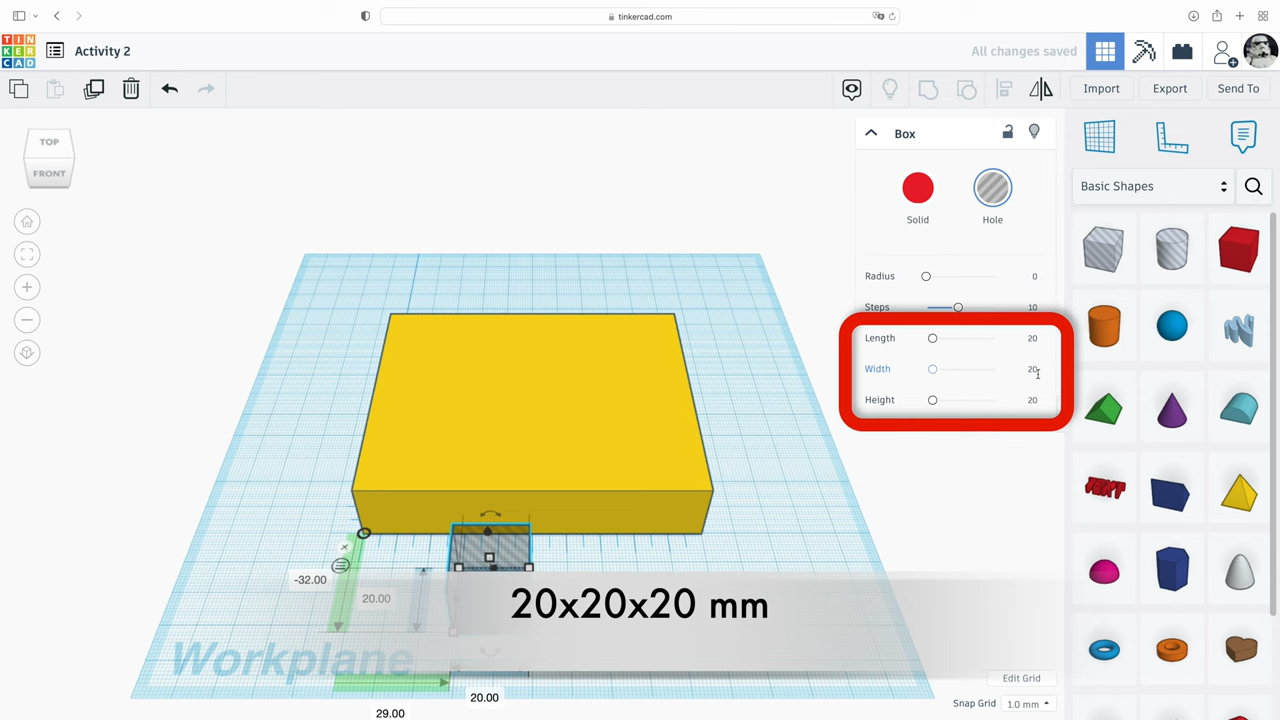 tinkercad.com
TIN
KER
CAD
Activity 2
All changes saved
Import
Export
Send To
TOP
FRONT
Box
Solid
Hole
Radius 0
Steps 10
Length 20
Width 20
Height 20
Basic Shapes
TEXT
-32.00
20.00
20x20x20 mm
Workplane
20.00
29.00
Edit Grid
Snap Grid 1.0 mm